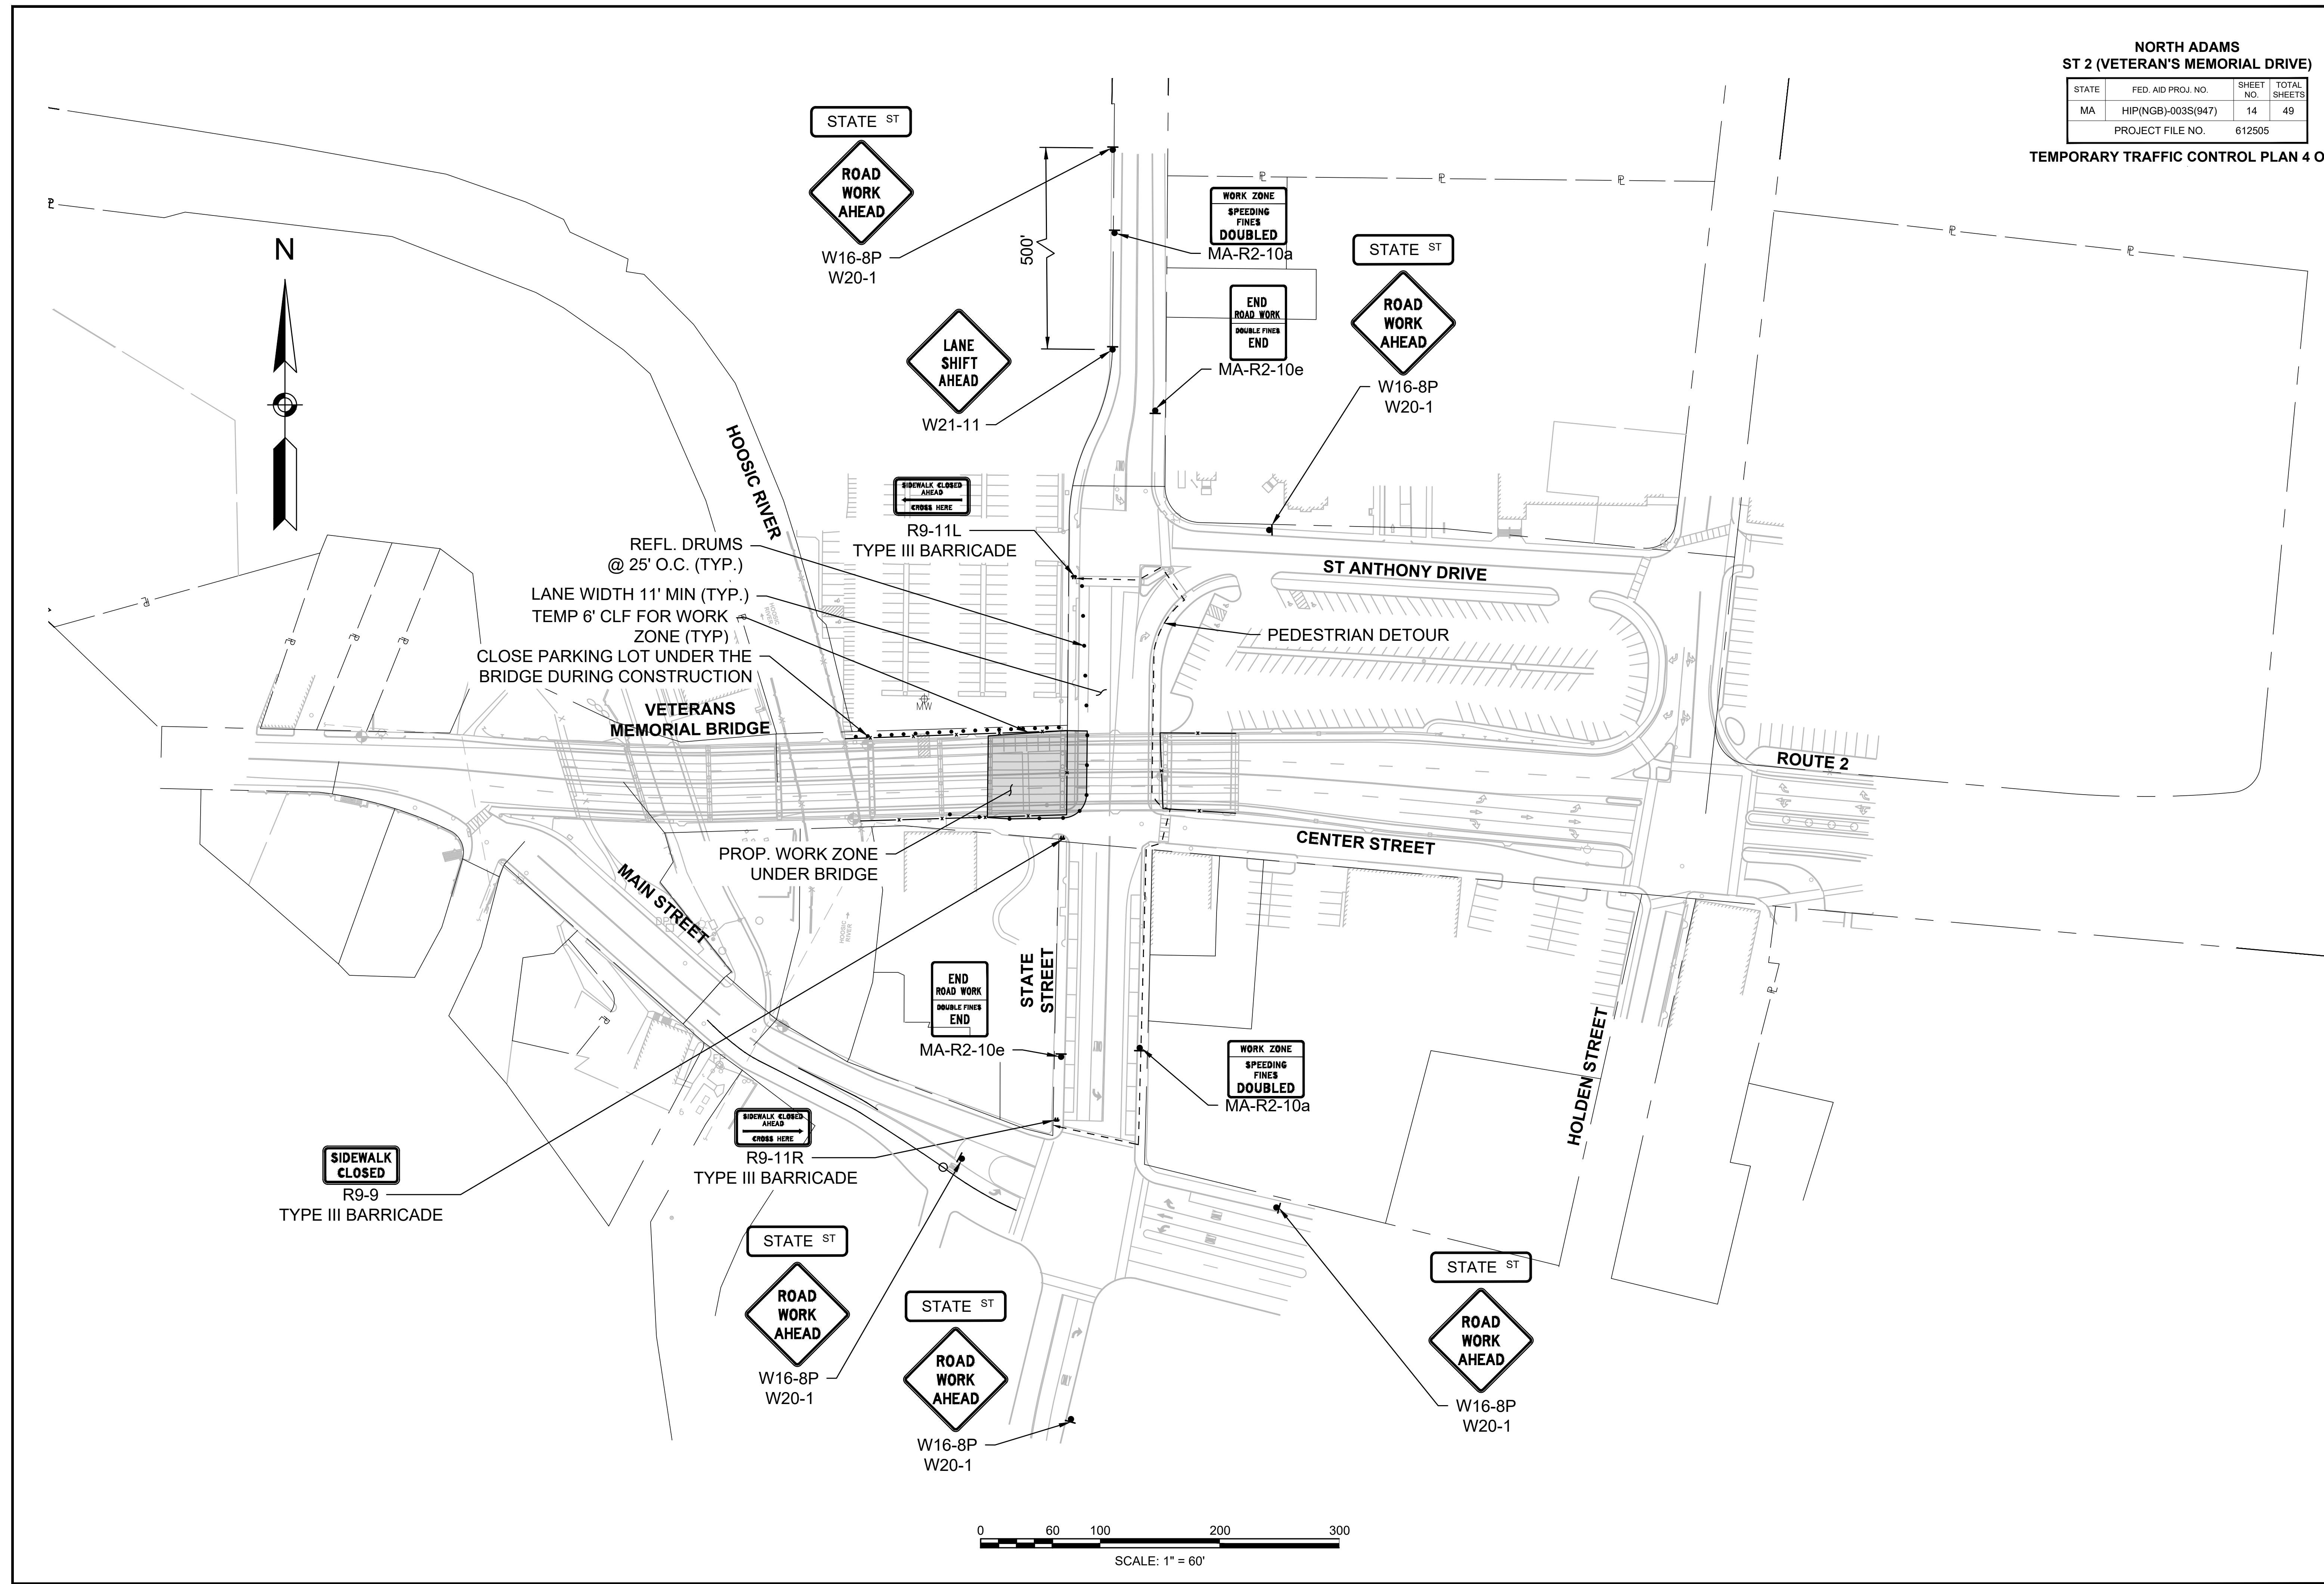 NORTH ADAMS
ST 2 (VETERAN'S MEMORIAL DRIVE)
STATE FED. AID PROJ. NO. SHEET NO. TOTAL SHEETS
MA HIP(NGB)-003S(947) 14 49
PROJECT FILE NO. 612505
TEMPORARY TRAFFIC CONTROL PLAN 4 O
N
STATE ST
ROAD
WORK
AHEAD
W16-8P
W20-1
500'
WORK ZONE
SPEEDING
FINES
DOUBLED
MA-R2-10a
END
ROAD WORK
DOUBLE FINES
END
MA-R2-10e
STATE ST
ROAD
WORK
AHEAD
W16-8P
W20-1
LANE
SHIFT
AHEAD
W21-11
HOOSIC RIVER
SIDEWALK CLOSED
AHEAD
CROSS HERE
R9-11L
TYPE III BARRICADE
REFL. DRUMS
@ 25' O.C. (TYP.)
LANE WIDTH 11' MIN (TYP.)
TEMP 6' CLF FOR WORK
ZONE (TYP)
CLOSE PARKING LOT UNDER THE
BRIDGE DURING CONSTRUCTION
HOOSIC
RIVER
ST ANTHONY DRIVE
PEDESTRIAN DETOUR
MW
VETERANS
MEMORIAL BRIDGE
ROUTE 2
CENTER STREET
PROP. WORK ZONE
UNDER BRIDGE
MAIN STREET
HOOSIC
RIVER
STATE
STREET
END
ROAD WORK
DOUBLE FINES
END
MA-R2-10e
WORK ZONE
SPEEDING
FINES
DOUBLED
MA-R2-10a
HOLDEN STREET
SIDEWALK CLOSED
AHEAD
CROSS HERE
R9-11R
TYPE III BARRICADE
SIDEWALK
CLOSED
R9-9
TYPE III BARRICADE
STATE ST
ROAD
WORK
AHEAD
W16-8P
W20-1
STATE ST
ROAD
WORK
AHEAD
W16-8P
W20-1
STATE ST
ROAD
WORK
AHEAD
W16-8P
W20-1
0 60 100 200 300
SCALE: 1" = 60'